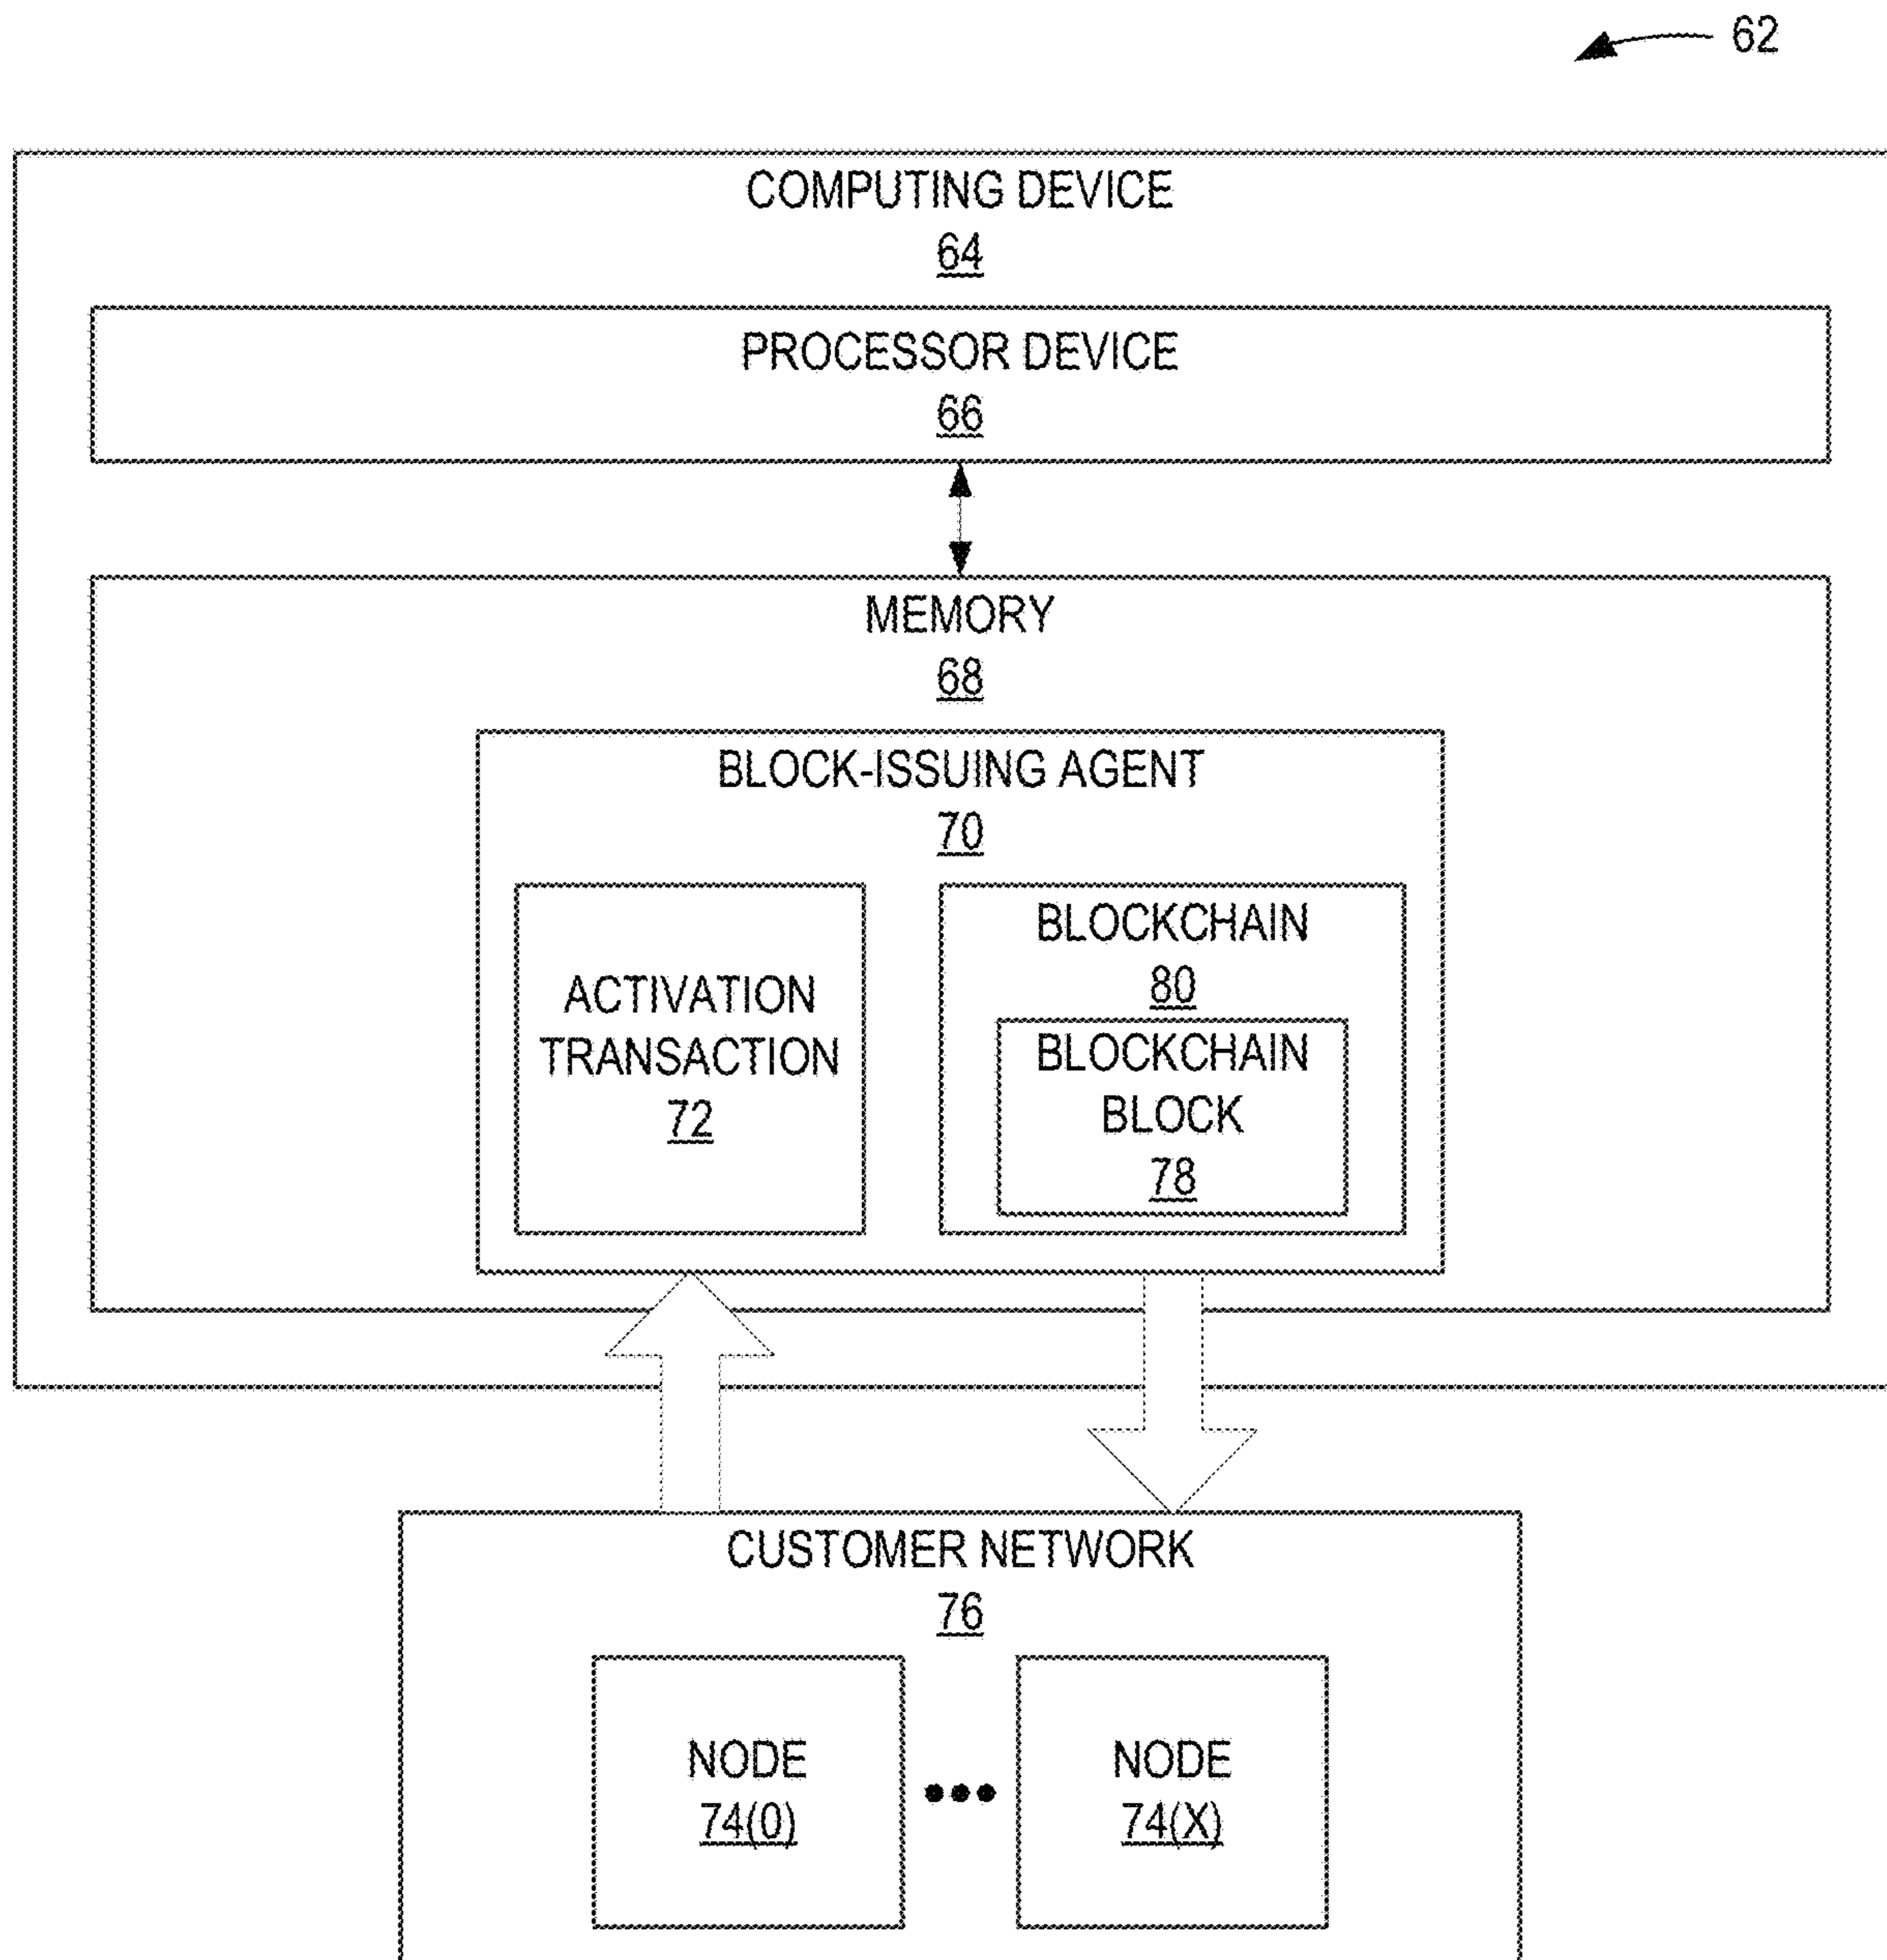 62
COMPUTING DEVICE
64
PROCESSOR DEVICE
66
MEMORY
68
BLOCK-ISSUING AGENT
70
ACTIVATION
TRANSACTION
72
BLOCKCHAIN
80
BLOCKCHAIN
BLOCK
78
CUSTOMER NETWORK
76
NODE
74(0)
NODE
74(X)